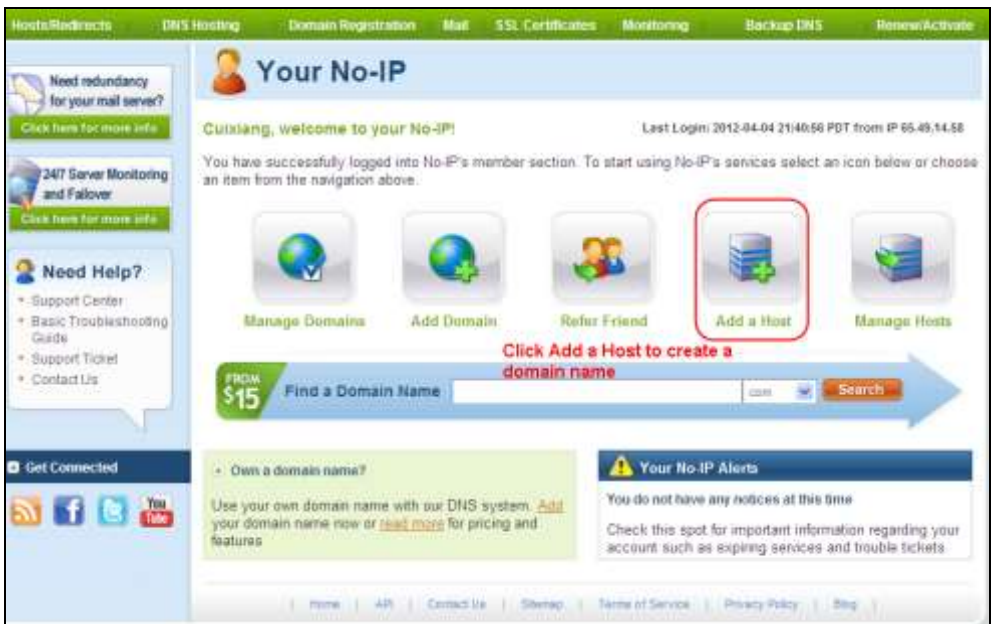 Hosts/Redirects DNS Hosting Domain Registration Mail SSL Certificates Monitoring Backup DNS Renew/Activate
Need redundancy
for your mail server?
Click here for more info
24/7 Server Monitoring
and Failover
Click here for more info
Need Help?
Support Center
Basic Troubleshooting
Guide
Support Ticket
Contact Us
Get Connected
You
Tube
Your No-IP
Cuixiang, welcome to your No-IP!
Last Login: 2012-04-04 21:40:56 PDT from IP 66.49.14.58
You have successfully logged into No-IP's member section. To start using No-IP's services select an icon below or choose
an item from the navigation above.
Manage Domains Add Domain Refer Friend Add a Host Manage Hosts
Click Add a Host to create a
domain name
FROM
$15
Find a Domain Name
com
Search
Own a domain name?
Use your own domain name with our DNS system. Add
your domain name now or read more for pricing and
features
Your No-IP Alerts
You do not have any notices at this time
Check this spot for important information regarding your
account such as expiring services and trouble tickets
| Home | API | Contact Us | Sitemap | Terms of Service | Privacy Policy | Blog |